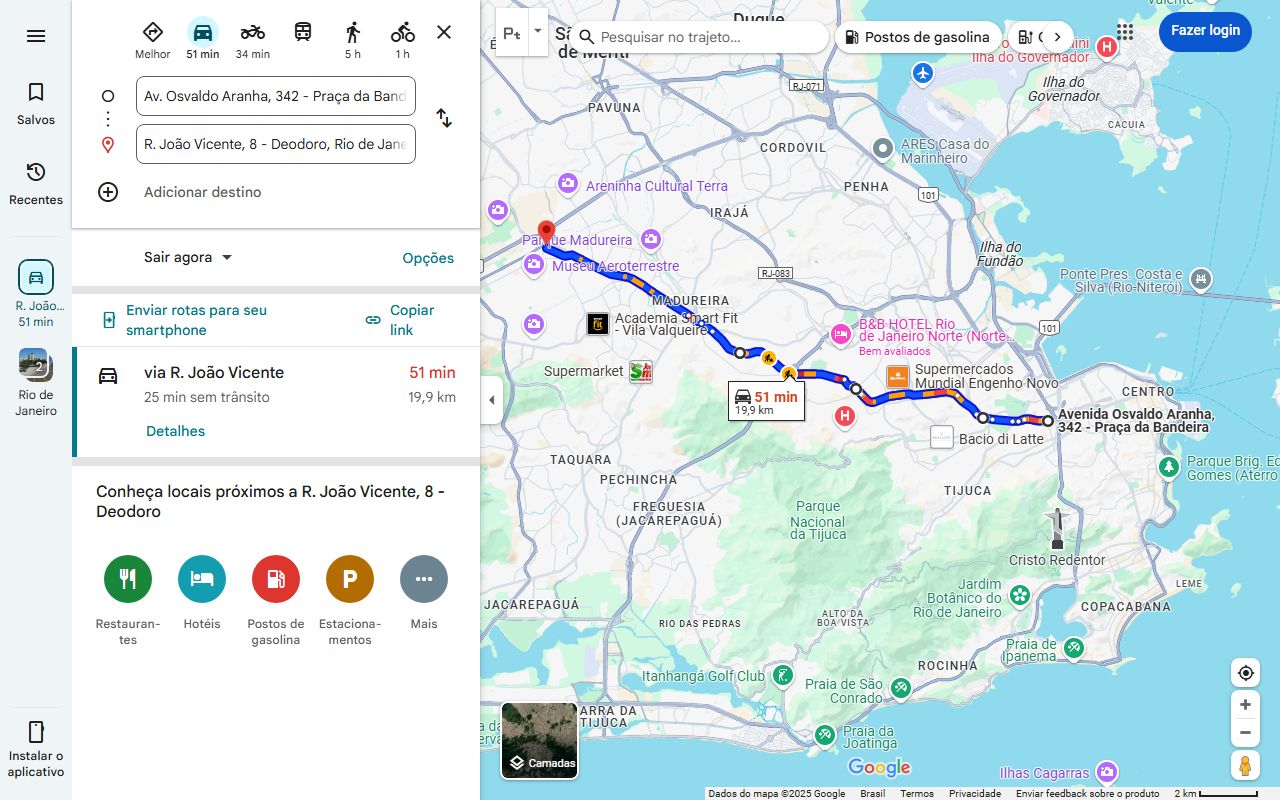 Salvos
Recentes
R. João...
51 min
2
Rio de
Janeiro
Instalar o
aplicativo
Melhor
51 min
34 min
5 h
1 h
Av. Osvaldo Aranha, 342 - Praça da Band
R. João Vicente, 8 - Deodoro, Rio de Jane
Adicionar destino
Sair agora
Opções
Enviar rotas para seu
smartphone
Copiar
link
via R. João Vicente
51 min
25 min sem trânsito
19,9 km
Detalhes
Conheça locais próximos a R. João Vicente, 8 -
Deodoro
Restauran-
tes
Hotéis
Postos de
gasolina
P
Estaciona-
mentos
Mais
Pesquisar no trajeto...
Postos de gasolina
Fazer login
Duque
Ilha do Governador
H
Ilha do
Governador
CACUIA
RJ-071
PAVUNA
CORDOVIL
ARES Casa do
Marinheiro
PENHA
101
Areninha Cultural Terra
IRAJÁ
Parque Madureira
Museu Aeroterrestre
Ilha do
Fundão
RJ-083
Ponte Pres. Costa e
Silva (Rio-Niterói)
MADUREIRA
Academia Smart Fit
- Vila Valqueire
B&B HOTEL Rio
de Janeiro Norte (Norte...
Bem avaliados
101
Supermarket
Supermercados
Mundial Engenho Novo
51 min
19,9 km
CENTRO
H
Avenida Osvaldo Aranha,
342 - Praça da Bandeira
Bacio di Latte
TAQUARA
PECHINCHA
Parque Brig. Ed
Gomes (Aterro
TIJUCA
FREGUESIA
(JACAREPAGUÁ)
Parque
Nacional
da Tijuca
Cristo Redentor
LEME
Jardim
Botânico do
Rio de Janeiro
COPACABANA
JACAREPAGUÁ
RIO DAS PEDRAS
ALTO DA
BOA VISTA
Praia de
Ipanema
ROCINHA
Itanhangá Golf Club
Praia de São
Conrado
ARRA DA
TIJUCA
Praia da
Joatinga
Camadas
Google
Ilhas Cagarras
Dados do mapa ©2025 Google
Brasil
Termos
Privacidade
Enviar feedback sobre o produto
2 km